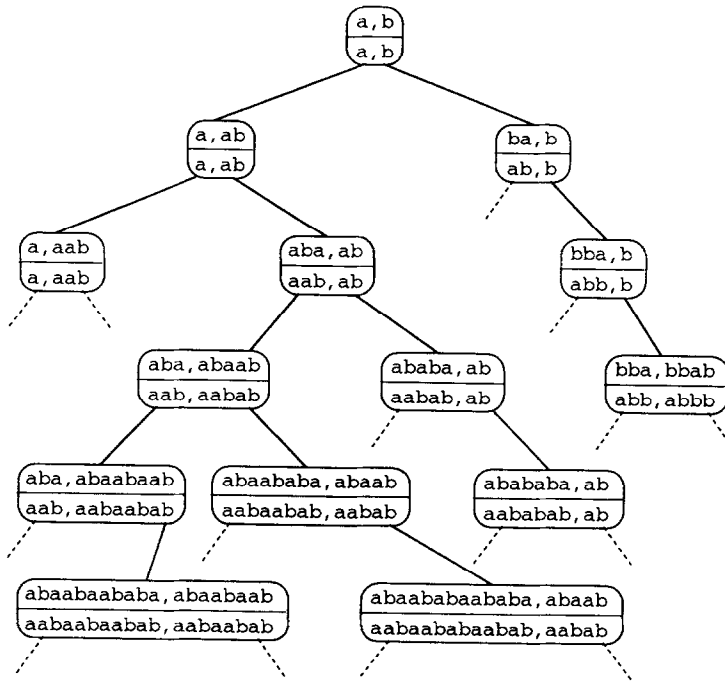 a,b
a,b
a,ab
a,ab
ba,b
ab,b
a,aab
a,aab
aba,ab
aab,ab
bba,b
abb,b
aba,abaab
aab,aabab
ababa,ab
aabab,ab
bba,bbab
abb,abbb
aba,abaabaab
aab,aabaabab
abaababa,abaab
aabaabab,aabab
abababa,ab
aababab,ab
abaabaababa,abaabaab
aabaabaabab,aabaabab
abaababaababa,abaab
aabaababaabab,aabab